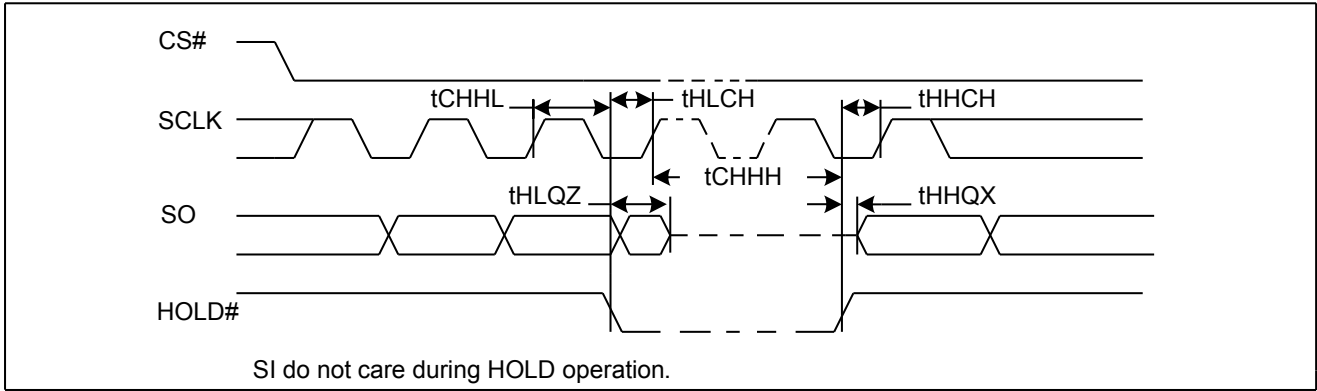 CS#
tCHHL
tHLCH
tHHCH
SCLK
tCHHH
tHLQZ
tHHQX
SO
HOLD#
SI do not care during HOLD operation.